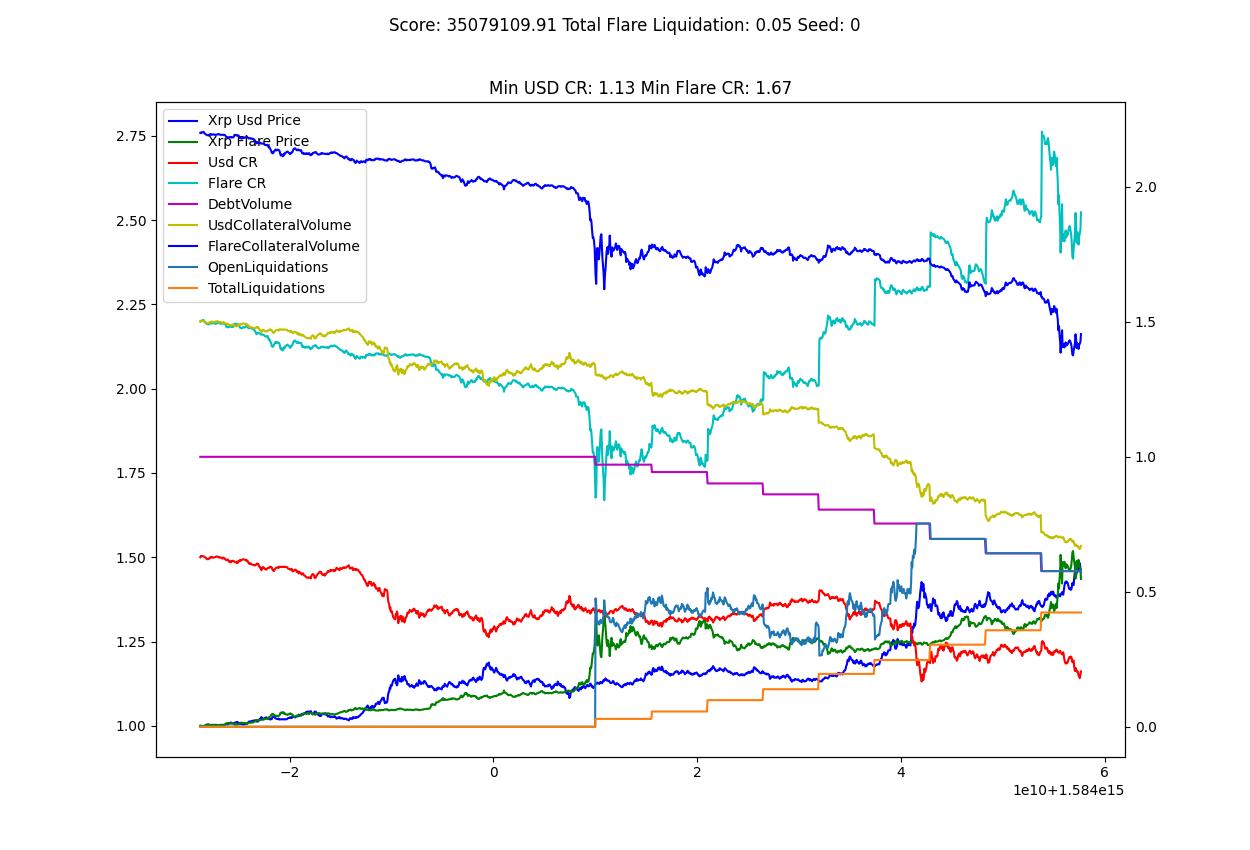 Score: 35079109.91 Total Flare Liquidation: 0.05 Seed: 0
Min USD CR: 1.13 Min Flare CR: 1.67
Xrp Usd Price
Xrp Flare Price
Usd CR
Flare CR
DebtVolume
UsdCollateralVolume
FlareCollateralVolume
OpenLiquidations
TotalLiquidations
2.75
2.50
2.25
2.00
1.75
1.50
1.25
1.00
2.0
1.5
1.0
0.5
0.0
−2 0 2 4 6
1e10+1.584e15